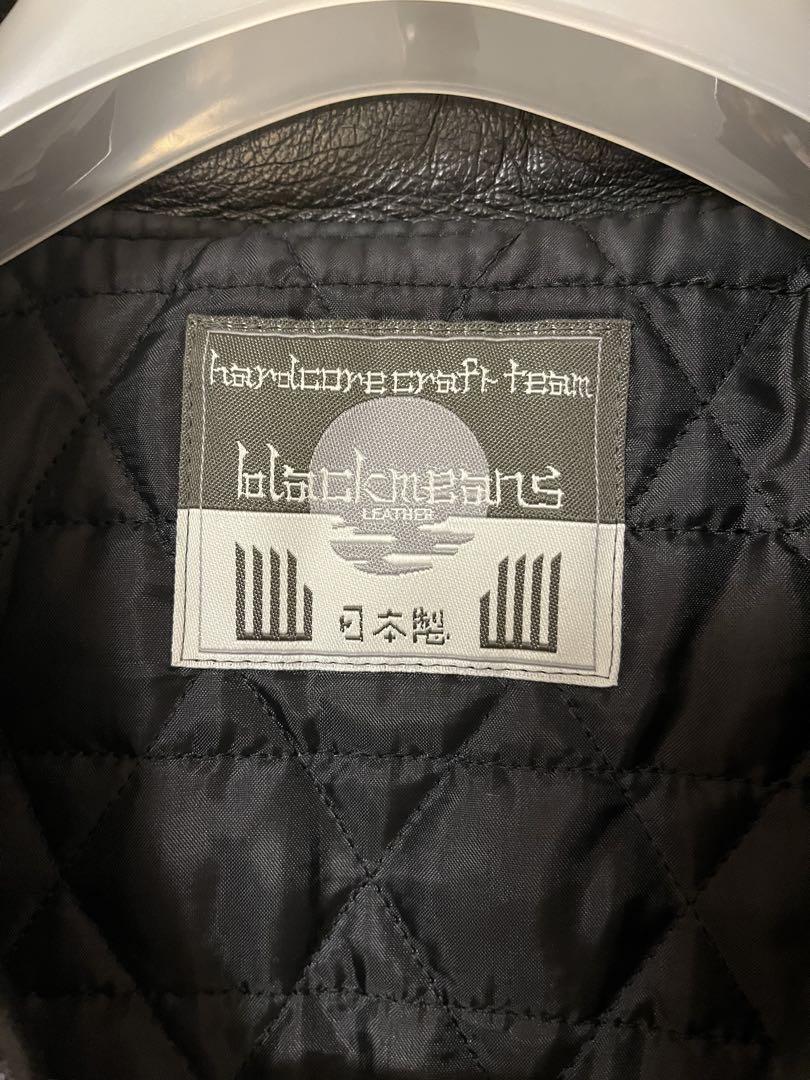 hardcore craft team
blackmeans
LEATHER
日本製